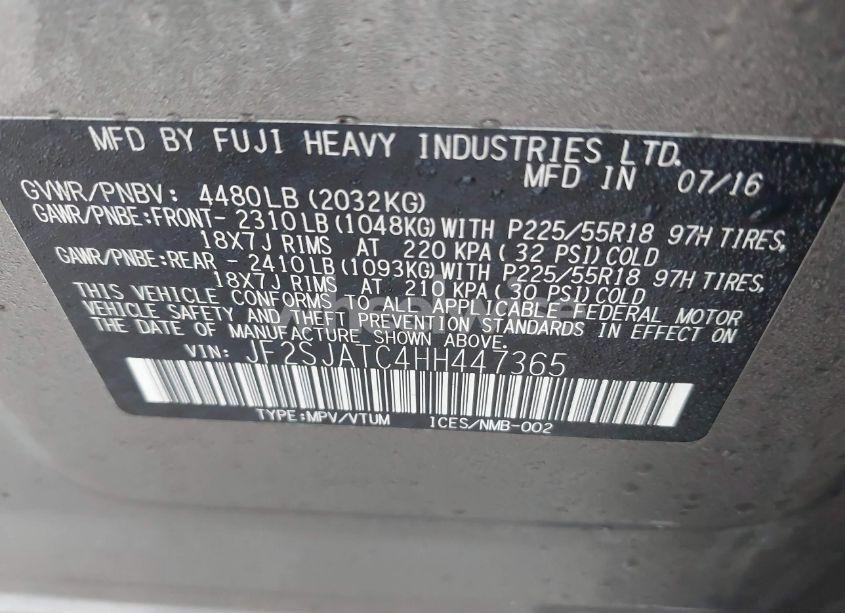 MFD BY FUJI HEAVY INDUSTRIES LTD.
MFD IN 07/16
GVWR/PNBV: 4480LB (2032KG)
GAWR/PNBE:FRONT- 2310LB (1048KG) WITH P225/55R18 97H TIRES,
18X7J RIMS AT 220 KPA (32 PSI) COLD
GAWR/PNBE:REAR - 2410LB (1093KG) WITH P225/55R18 97H TIRES,
18X7J RIMS AT 210 KPA (30 PSI) COLD
THIS VEHICLE CONFORMS TO ALL APPLICABLE FEDERAL MOTOR
VEHICLE SAFETY AND THEFT PREVENTION STANDARDS IN EFFECT ON
THE DATE OF MANUFACTURE SHOWN ABOVE.
VIN: JF2SJATC4HH447365
TYPE:MPV/VTUM ICES/NMB-002